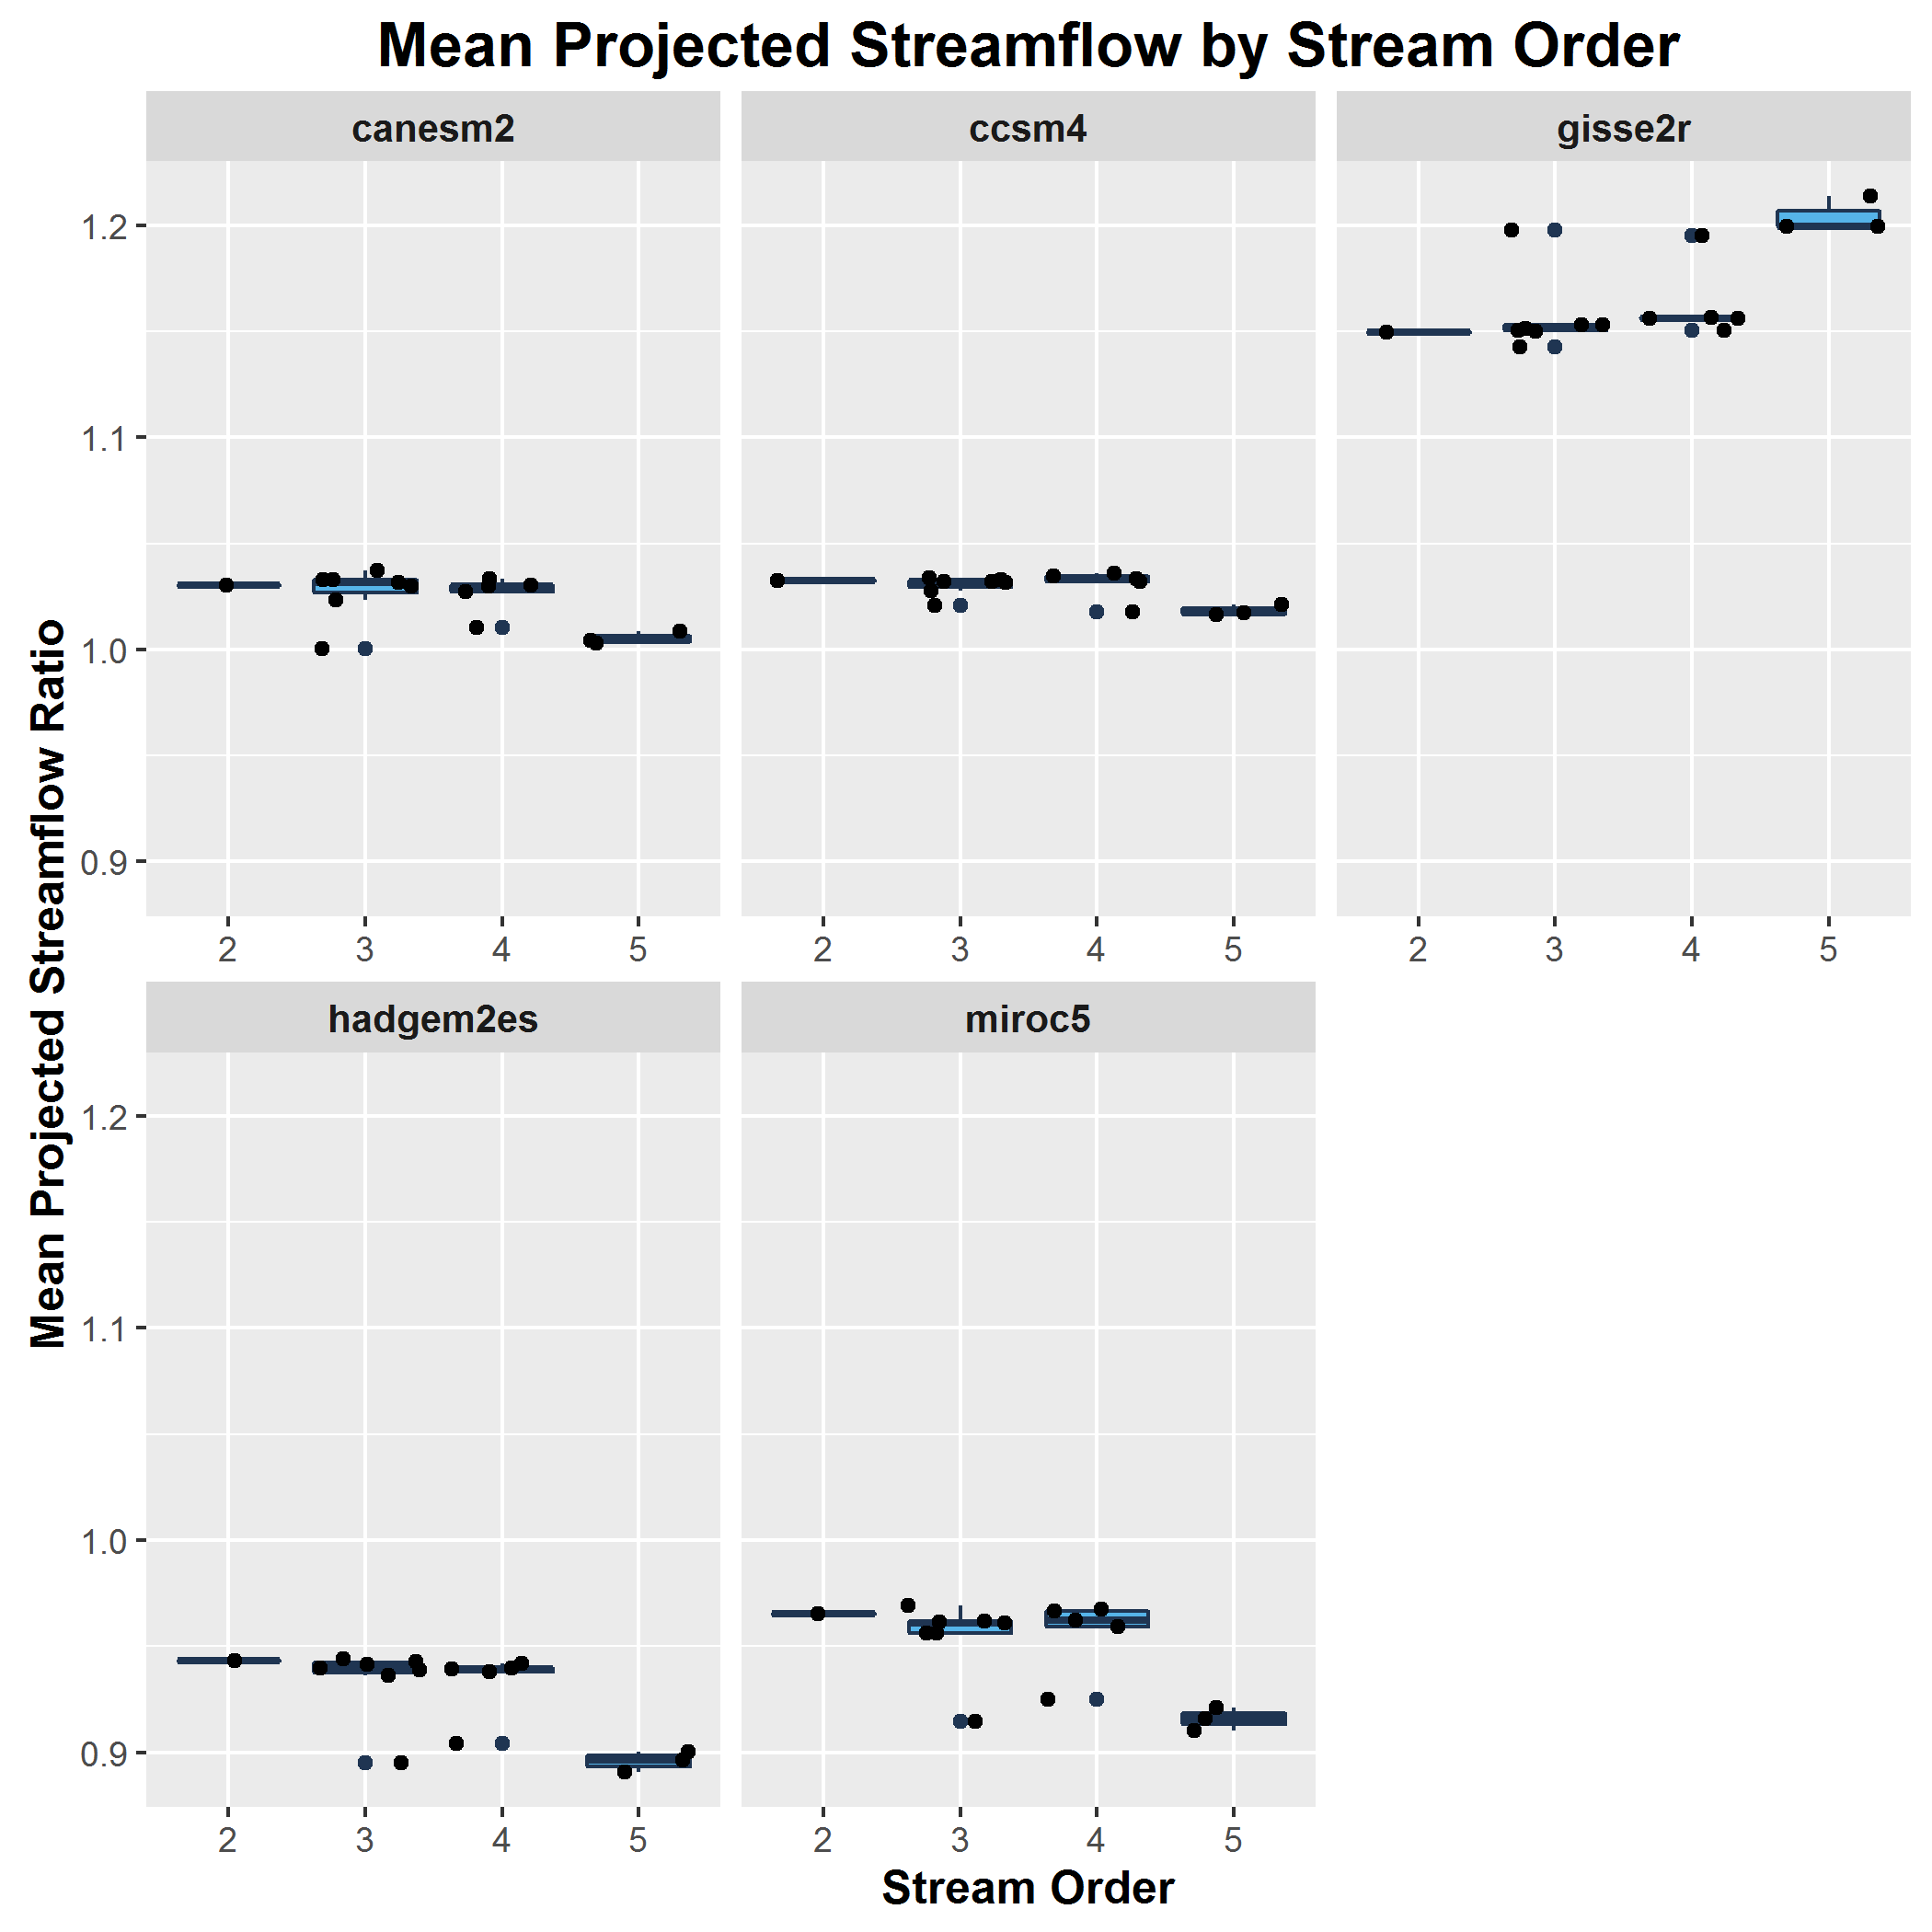 Mean Projected Streamflow by Stream Order
canesm2
ccsm4
gisse2r
Mean Projected Streamflow Ratio
1.2
1.1
1.0
0.9
2 3 4 5
2 3 4 5
2 3 4 5
hadgem2es
miroc5
1.2
1.1
1.0
0.9
2 3 4 5
2 3 4 5
Stream Order